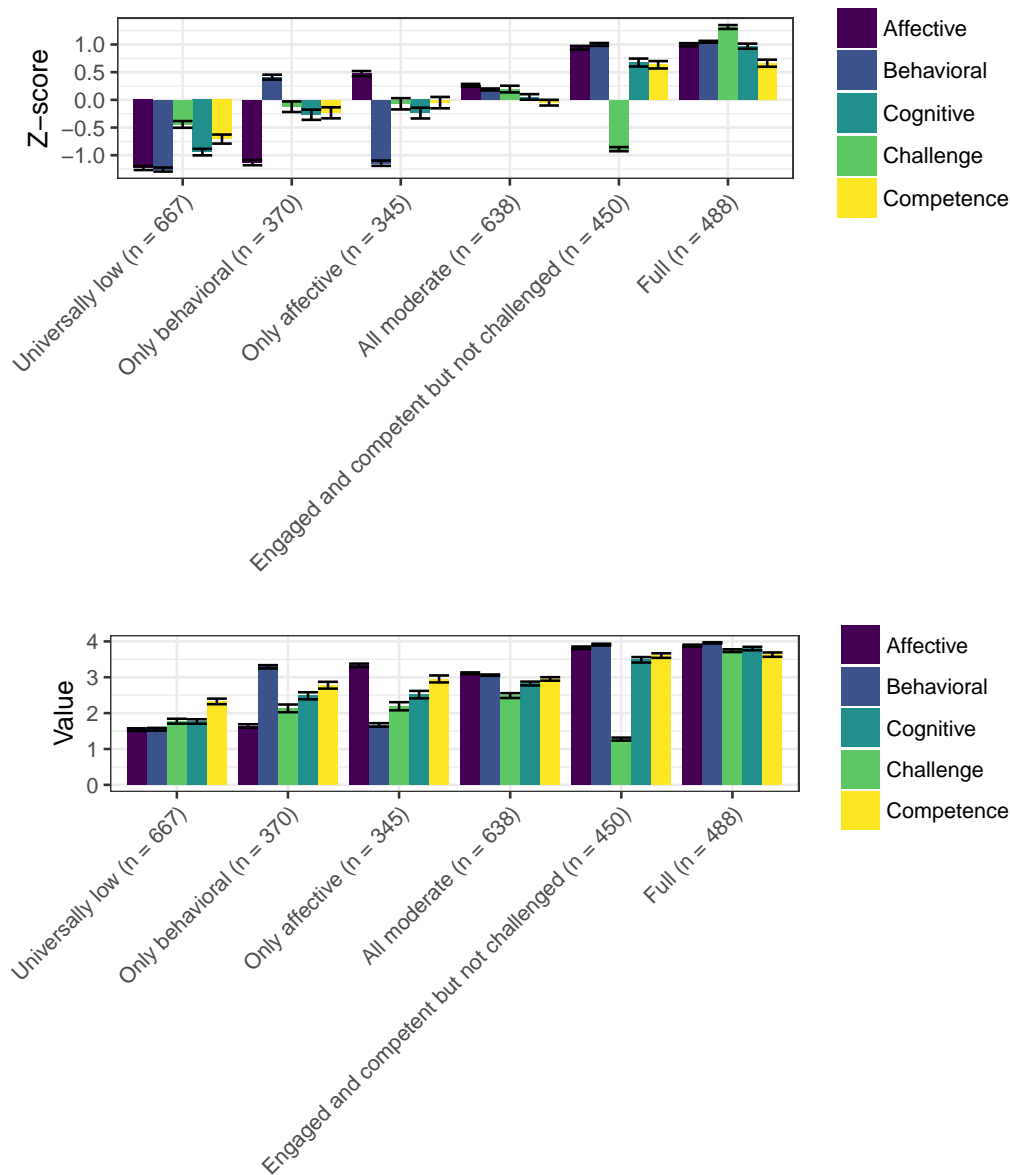 Z−score
1.0
0.5
0.0
−0.5
−1.0
Universally low (n = 667)
Only behavioral (n = 370)
Only affective (n = 345)
All moderate (n = 638)
Engaged and competent but not challenged (n = 450)
Full (n = 488)
Affective
Behavioral
Cognitive
Challenge
Competence
Value
4
3
2
1
0
Universally low (n = 667)
Only behavioral (n = 370)
Only affective (n = 345)
All moderate (n = 638)
Engaged and competent but not challenged (n = 450)
Full (n = 488)
Affective
Behavioral
Cognitive
Challenge
Competence